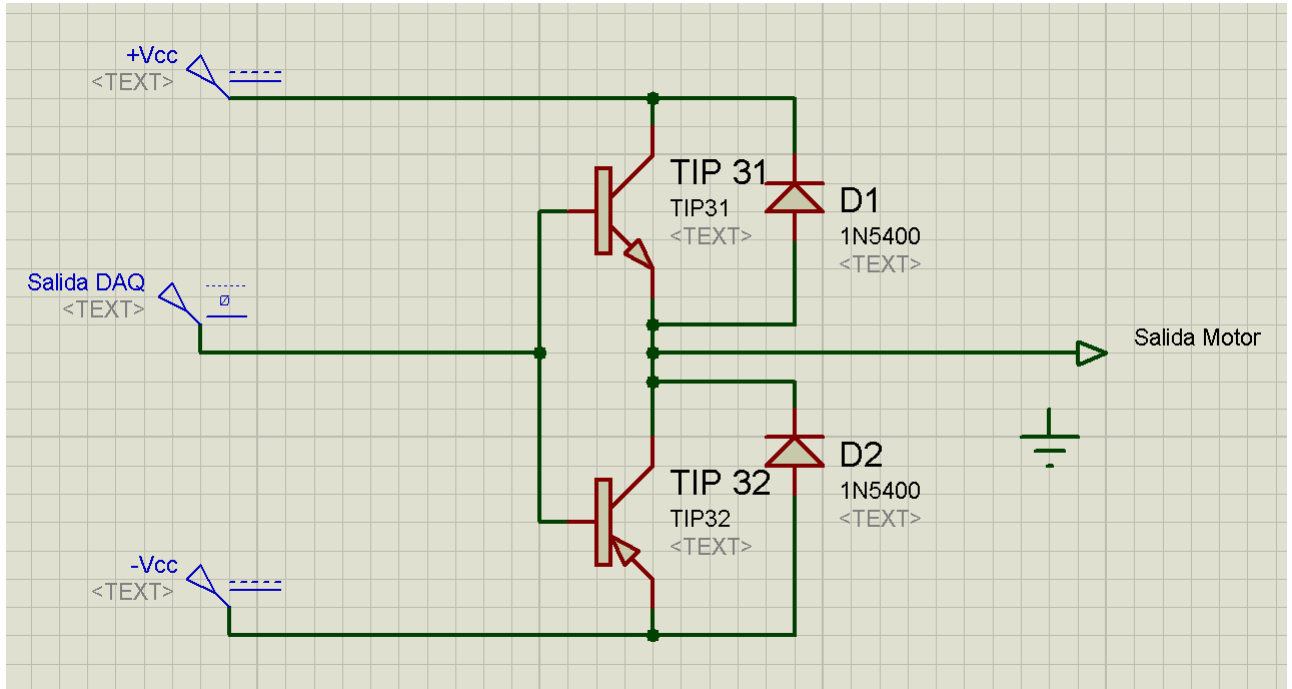 +Vcc
<TEXT>
TIP 31
TIP31
<TEXT>
D1
1N5400
<TEXT>
Salida DAQ
<TEXT>
0
Salida Motor
TIP 32
TIP32
<TEXT>
D2
1N5400
<TEXT>
-Vcc
<TEXT>